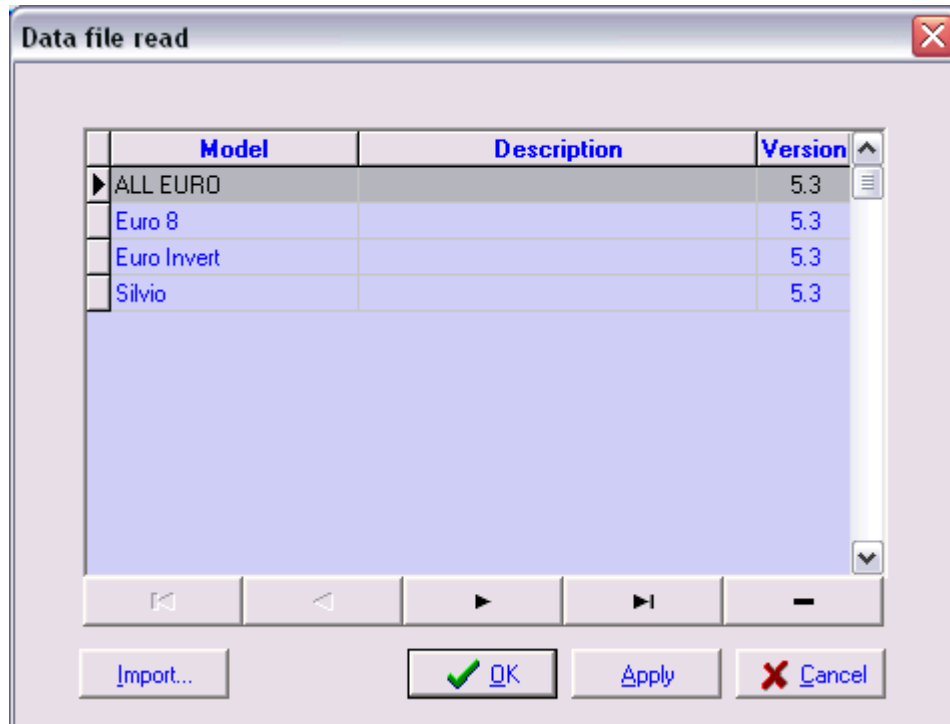 Data file read
Model Description Version
ALL EURO 5.3
Euro 8 5.3
Euro Invert 5.3
Silvio 5.3
Import... OK Apply Cancel